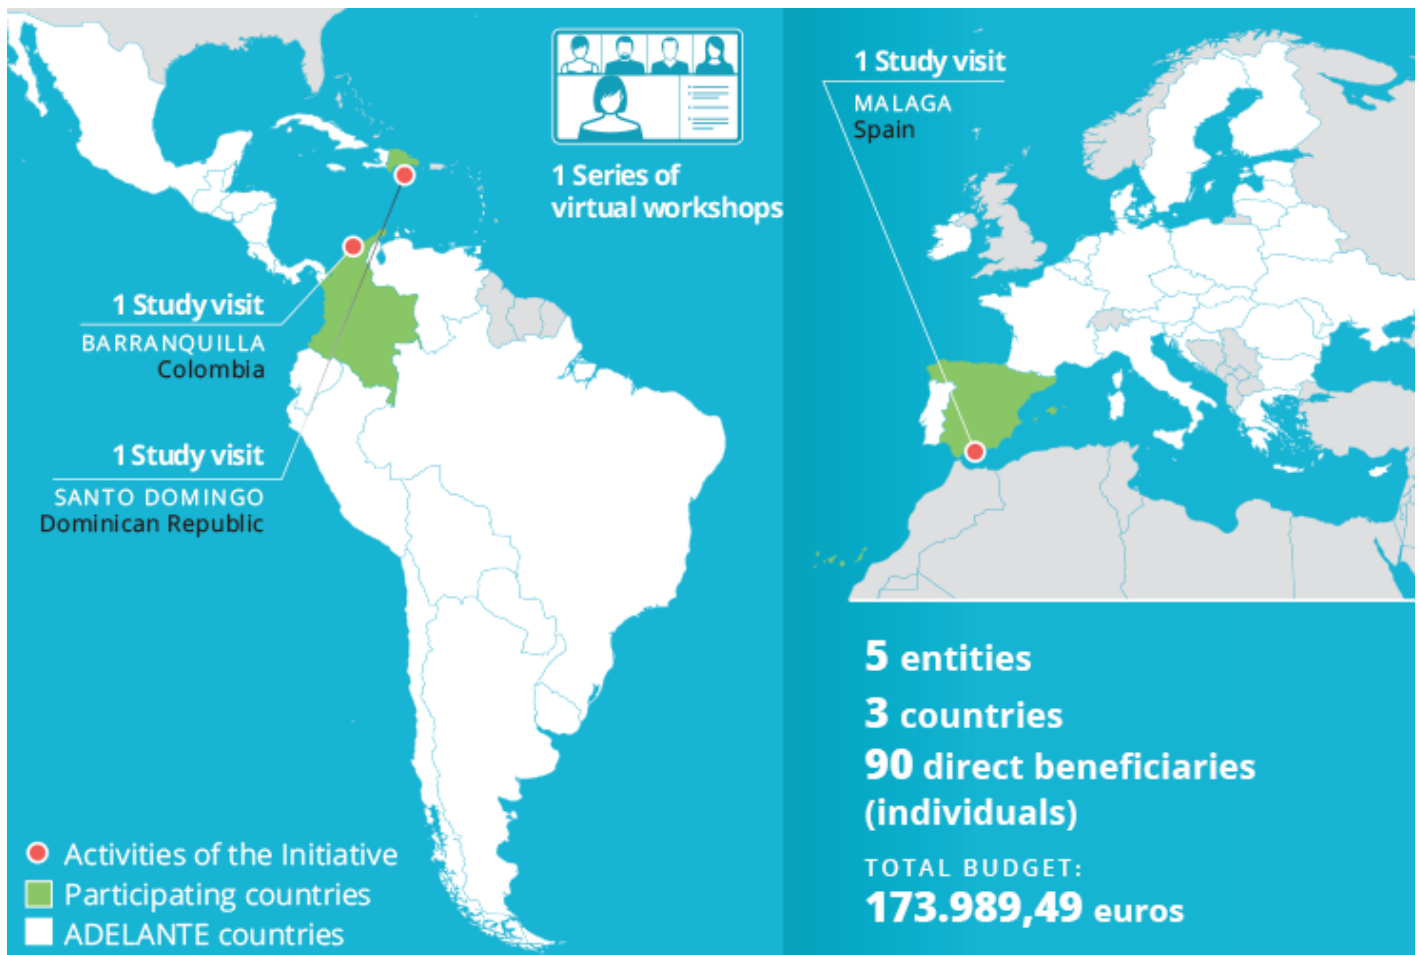 1 Series of
virtual workshops
1 Study visit
BARRANQUILLA
Colombia
1 Study visit
SANTO DOMINGO
Dominican Republic
Activities of the Initiative
Participating countries
ADELANTE countries
1 Study visit
MALAGA
Spain
5 entities
3 countries
90 direct beneficiaries
(individuals)
TOTAL BUDGET:
173.989,49 euros